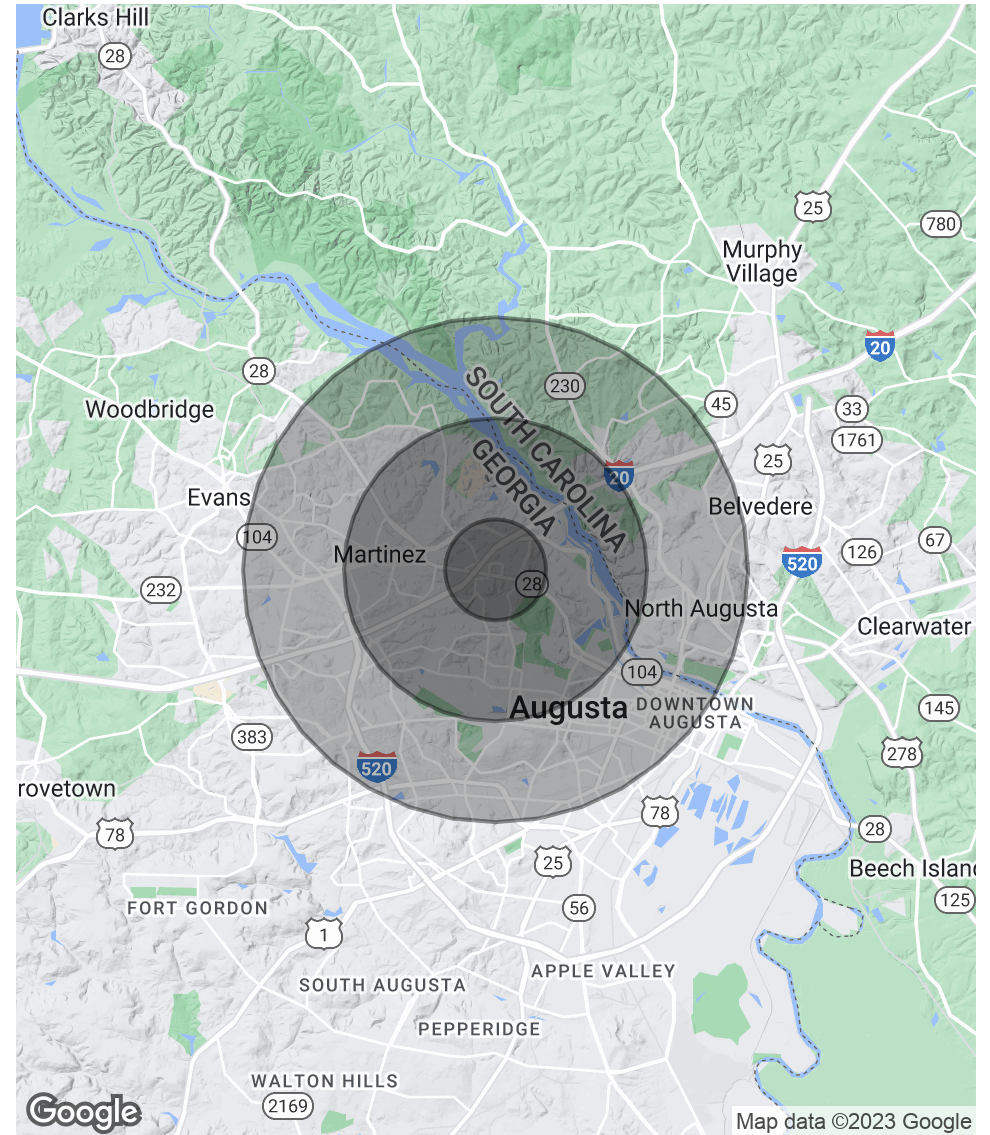 Clarks Hill
28
25
780
Murphy
Village
20
28
SOUTH CAROLINA
230
45
33
Woodbridge
1761
GEORGIA
25
20
Evans
Belvedere
104
67
Martinez
126
520
232
28
North Augusta
Clearwater
104
Augusta
DOWNTOWN
AUGUSTA
145
383
278
520
rovetown
78
78
28
25
Beech Islanc
125
56
FORT GORDON
1
APPLE VALLEY
SOUTH AUGUSTA
PEPPERIDGE
WALTON HILLS
2169
Google
Map data ©2023 Google